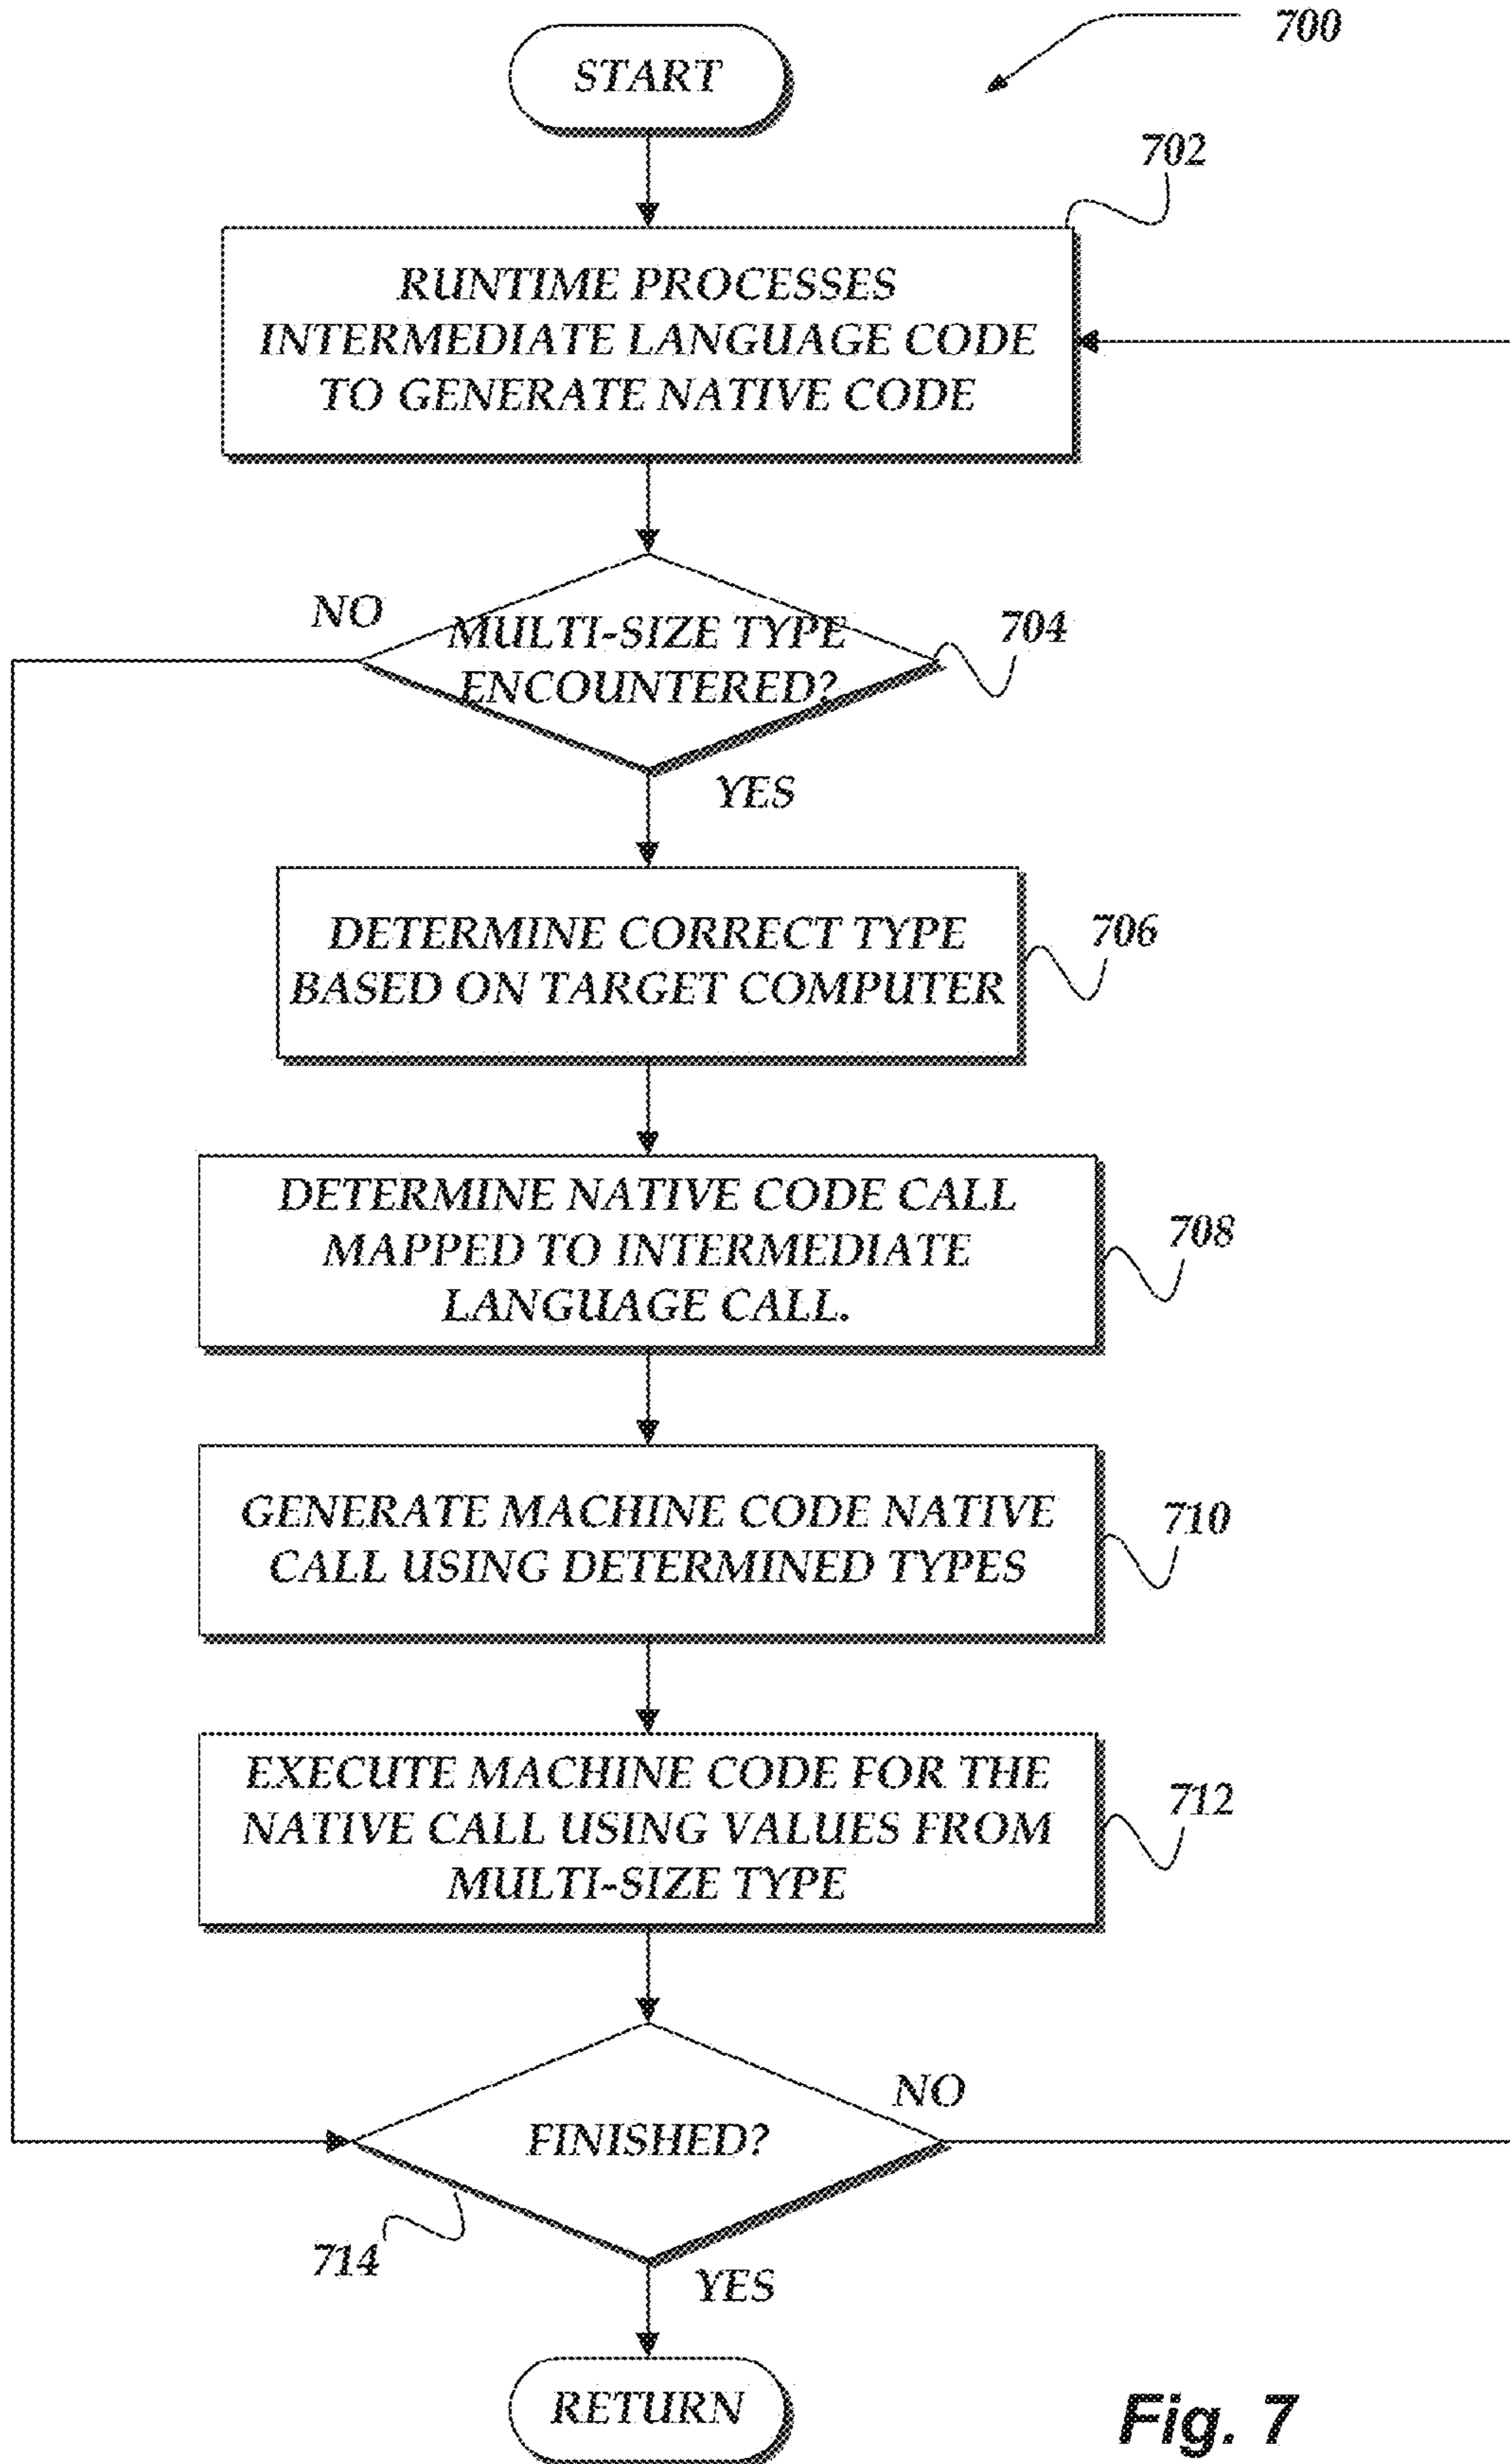 700
START
702
RUNTIME PROCESSES
INTERMEDIATE LANGUAGE CODE
TO GENERATE NATIVE CODE
NO
MULTI-SIZE TYPE
ENCOUNTERED?
704
YES
DETERMINE CORRECT TYPE
BASED ON TARGET COMPUTER
706
DETERMINE NATIVE CODE CALL
MAPPED TO INTERMEDIATE
LANGUAGE CALL.
708
GENERATE MACHINE CODE NATIVE
CALL USING DETERMINED TYPES
710
EXECUTE MACHINE CODE FOR THE
NATIVE CALL USING VALUES FROM
MULTI-SIZE TYPE
712
NO
FINISHED?
714
YES
RETURN
Fig. 7